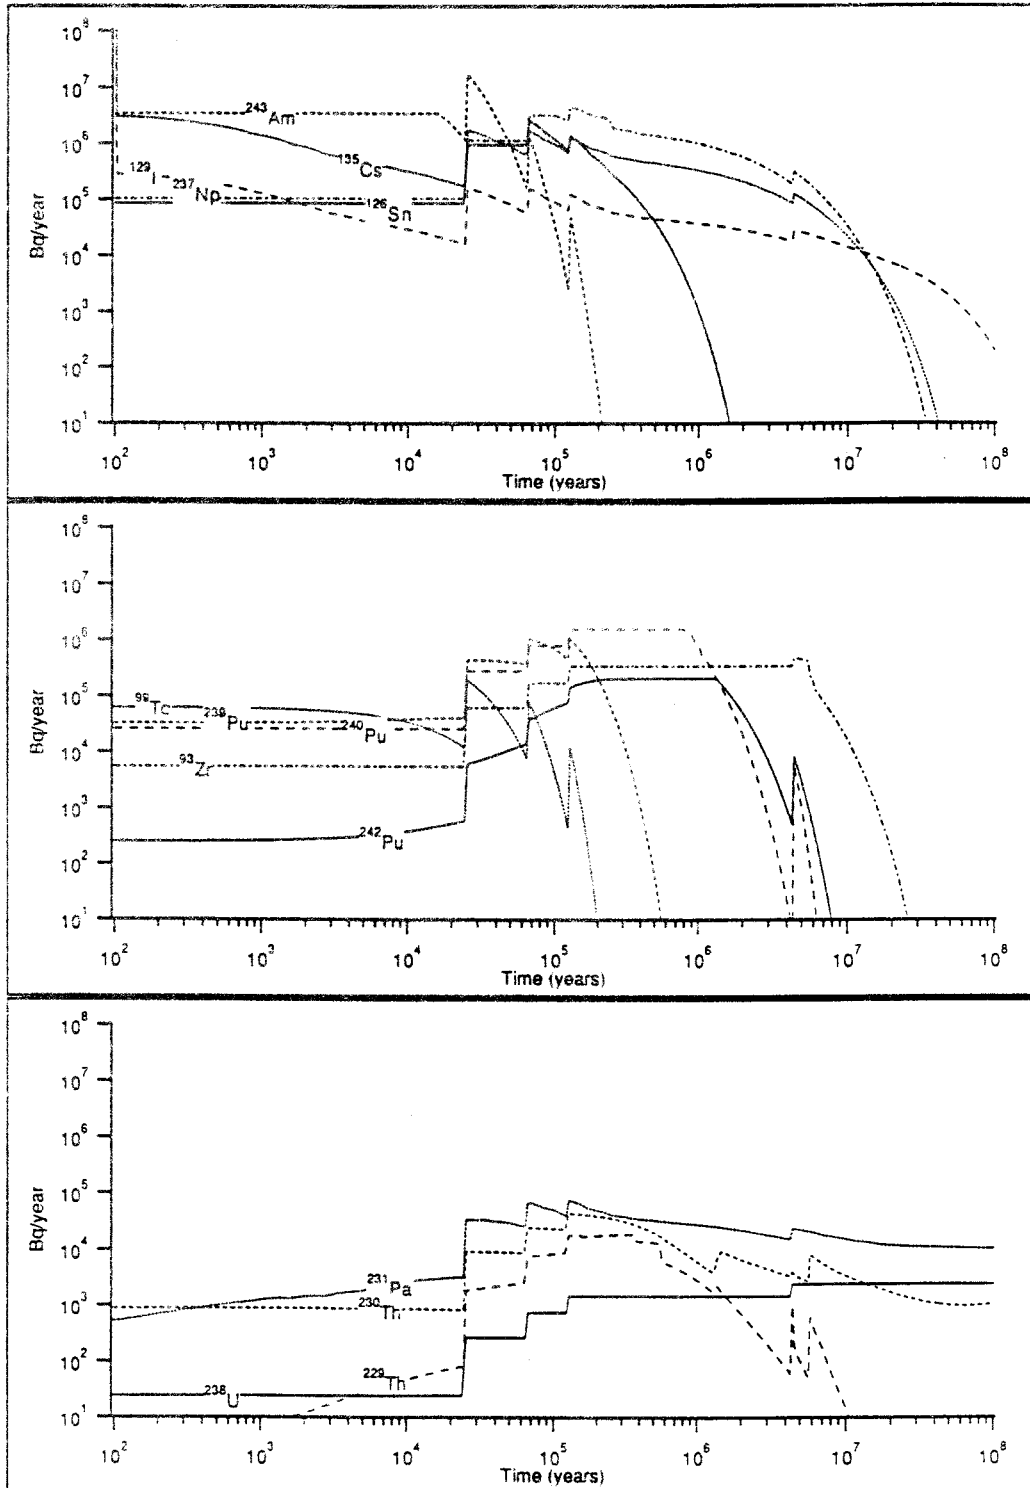 10⁸
10⁷
10⁶
10⁵
10⁴
10³
10²
10¹
Bq/year
²⁴³Am
¹³⁵Cs
¹²⁹I
²³⁷Np
¹²⁶Sn
10² 10³ 10⁴ 10⁵ 10⁶ 10⁷ 10⁸
Time (years)
10⁸
10⁷
10⁶
10⁵
10⁴
10³
10²
10¹
Bq/year
⁹⁹Tc
²³⁹Pu
²⁴⁰Pu
⁹³Zr
²⁴²Pu
10² 10³ 10⁴ 10⁵ 10⁶ 10⁷ 10⁸
Time (years)
10⁸
10⁷
10⁶
10⁵
10⁴
10³
10²
10¹
Bq/year
²³¹Pa
²³⁰Th
²²⁹Th
²³⁸U
10² 10³ 10⁴ 10⁵ 10⁶ 10⁷ 10⁸
Time (years)